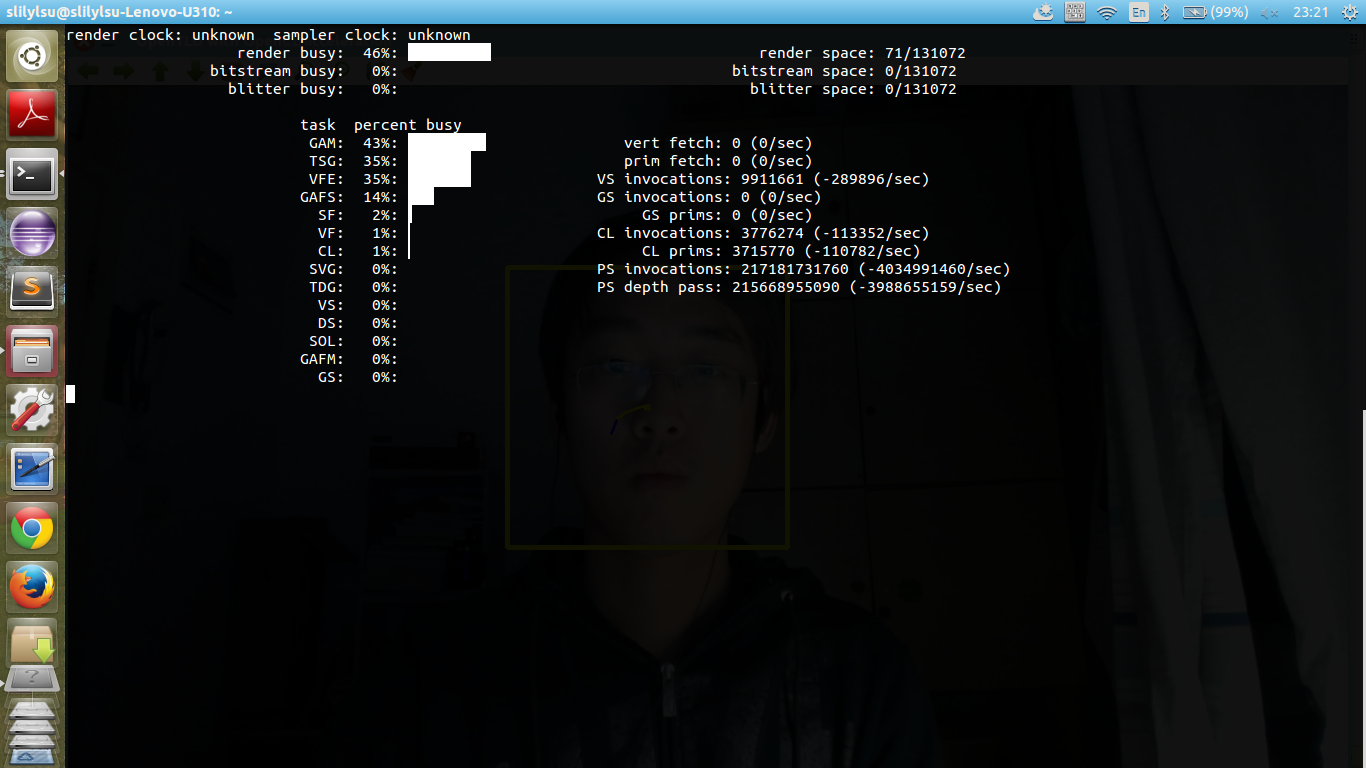 slilylsu@slilylsu-Lenovo-U310: ~ En (99%) 23:21
render clock: unknown  sampler clock: unknown
render busy:  46%: render space: 71/131072
bitstream busy:   0%: bitstream space: 0/131072
blitter busy:   0%: blitter space: 0/131072
task  percent busy
GAM:  43%: vert fetch: 0 (0/sec)
TSG:  35%: prim fetch: 0 (0/sec)
VFE:  35%: VS invocations: 9911661 (-289896/sec)
GAFS:  14%: GS invocations: 0 (0/sec)
SF:   2%: GS prims: 0 (0/sec)
VF:   1%: CL invocations: 3776274 (-113352/sec)
CL:   1%: CL prims: 3715770 (-110782/sec)
SVG:   0%: PS invocations: 217181731760 (-4034991460/sec)
TDG:   0%: PS depth pass: 215668955090 (-3988655159/sec)
VS:   0%:
DS:   0%:
SOL:   0%:
GAFM:   0%:
GS:   0%: